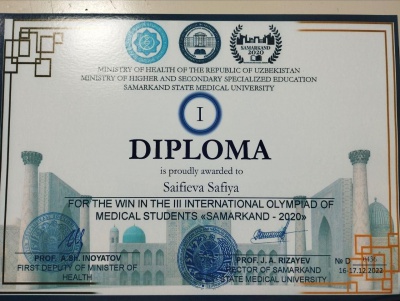 SAMARKAND
2020
MINISTRY OF HEALTH OF THE REPUBLIC OF UZBEKISTAN
MINISTRY OF HIGHER AND SECONDARY SPECIALIZED EDUCATION
SAMARKAND STATE MEDICAL UNIVERSITY
I
DIPLOMA
is proudly awarded to
Saifieva Safiya
FOR THE WIN IN THE III INTERNATIONAL OLYMPIAD OF
MEDICAL STUDENTS «SAMARKAND - 2020»
PROF. A.SH. INOYATOV
FIRST DEPUTY OF MINISTER OF
HEALTH
PROF. J. A. RIZAYEV
RECTOR OF SAMARKAND
STATE MEDICAL UNIVERSITY
№ D
16-17.12.2022